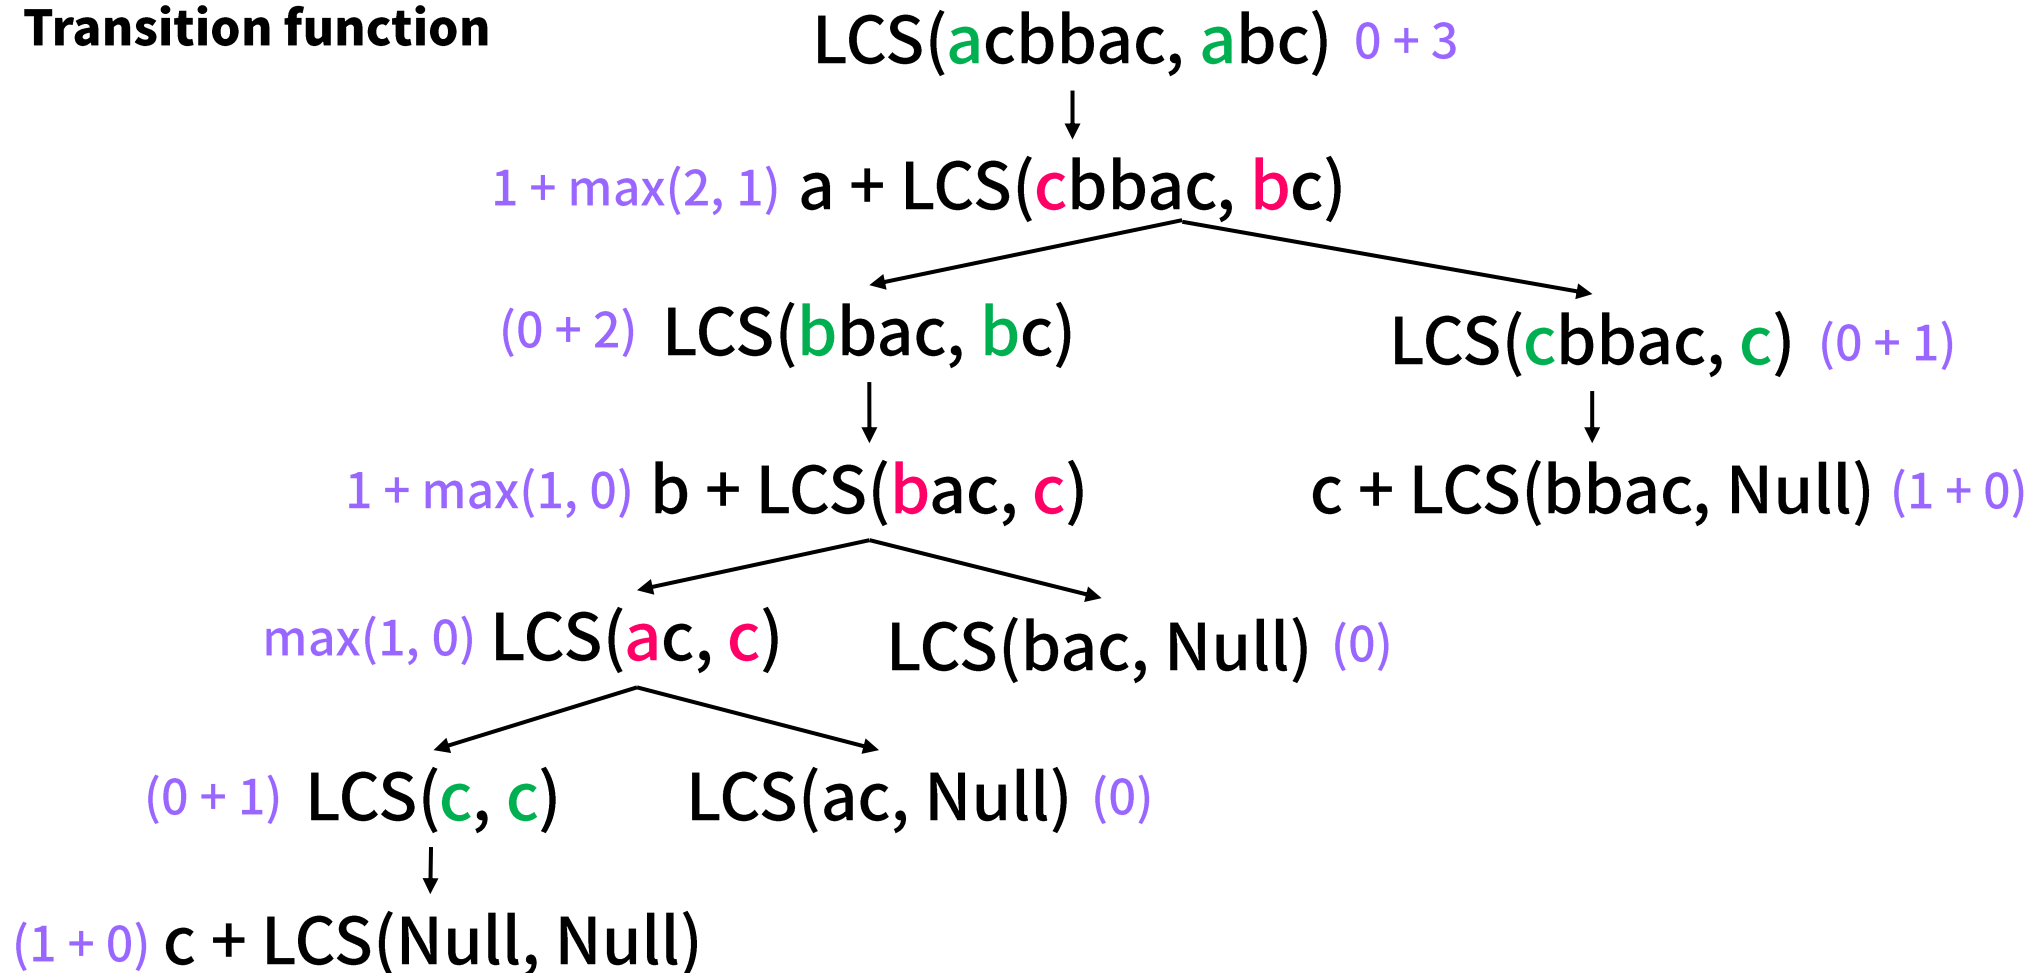 Transition function
LCS(acbbac, abc) 0 + 3
1 + max(2, 1) a + LCS(cbbac, bc)
(0 + 2) LCS(bbac, bc)
LCS(cbbac, c) (0 + 1)
1 + max(1, 0) b + LCS(bac, c)
c + LCS(bbac, Null) (1 + 0)
max(1, 0) LCS(ac, c)
LCS(bac, Null) (0)
(0 + 1) LCS(c, c)
LCS(ac, Null) (0)
(1 + 0) c + LCS(Null, Null)